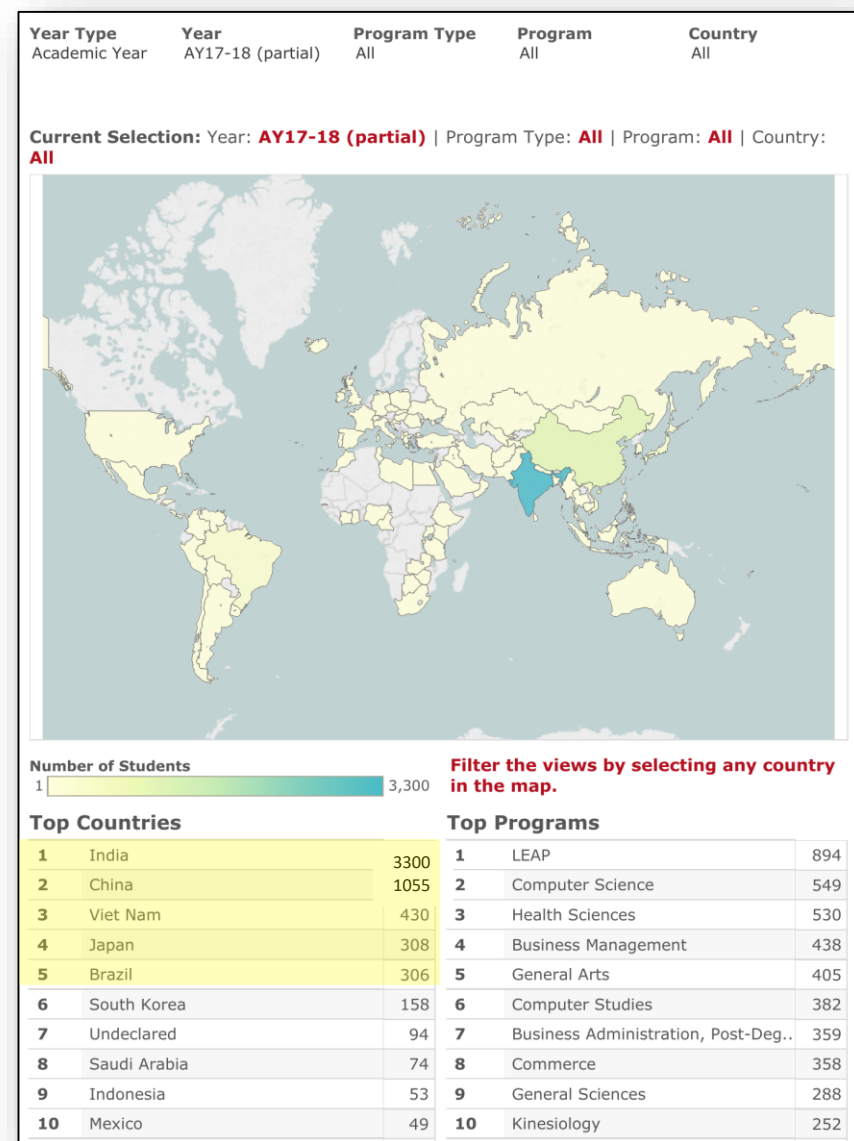 Year Type Year Program Type Program Country
Academic Year AY17-18 (partial) All All All
Current Selection: Year: AY17-18 (partial) | Program Type: All | Program: All | Country:
All
Number of Students
1 3,300
Filter the views by selecting any country
in the map.
Top Countries
1 India 3300
2 China 1055
3 Viet Nam 430
4 Japan 308
5 Brazil 306
6 South Korea 158
7 Undeclared 94
8 Saudi Arabia 74
9 Indonesia 53
10 Mexico 49
Top Programs
1 LEAP 894
2 Computer Science 549
3 Health Sciences 530
4 Business Management 438
5 General Arts 405
6 Computer Studies 382
7 Business Administration, Post-Deg.. 359
8 Commerce 358
9 General Sciences 288
10 Kinesiology 252